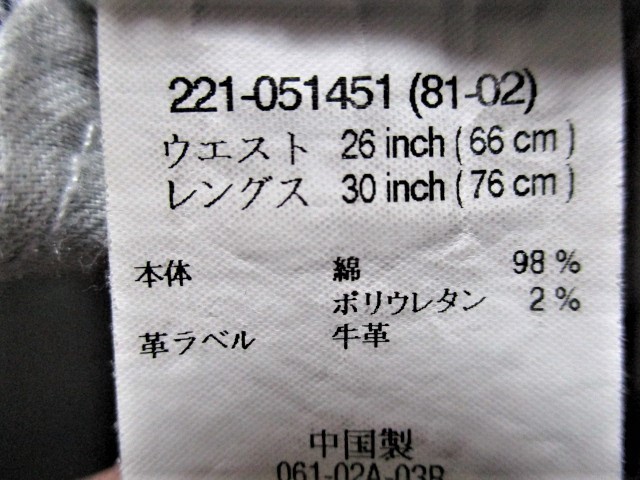 221-051451 (81-02)
ウエスト 26 inch ( 66 cm )
レングス 30 inch ( 76 cm )
本体 綿 98 %
ポリウレタン 2 %
革ラベル 牛革
中国製
061-02A-03R